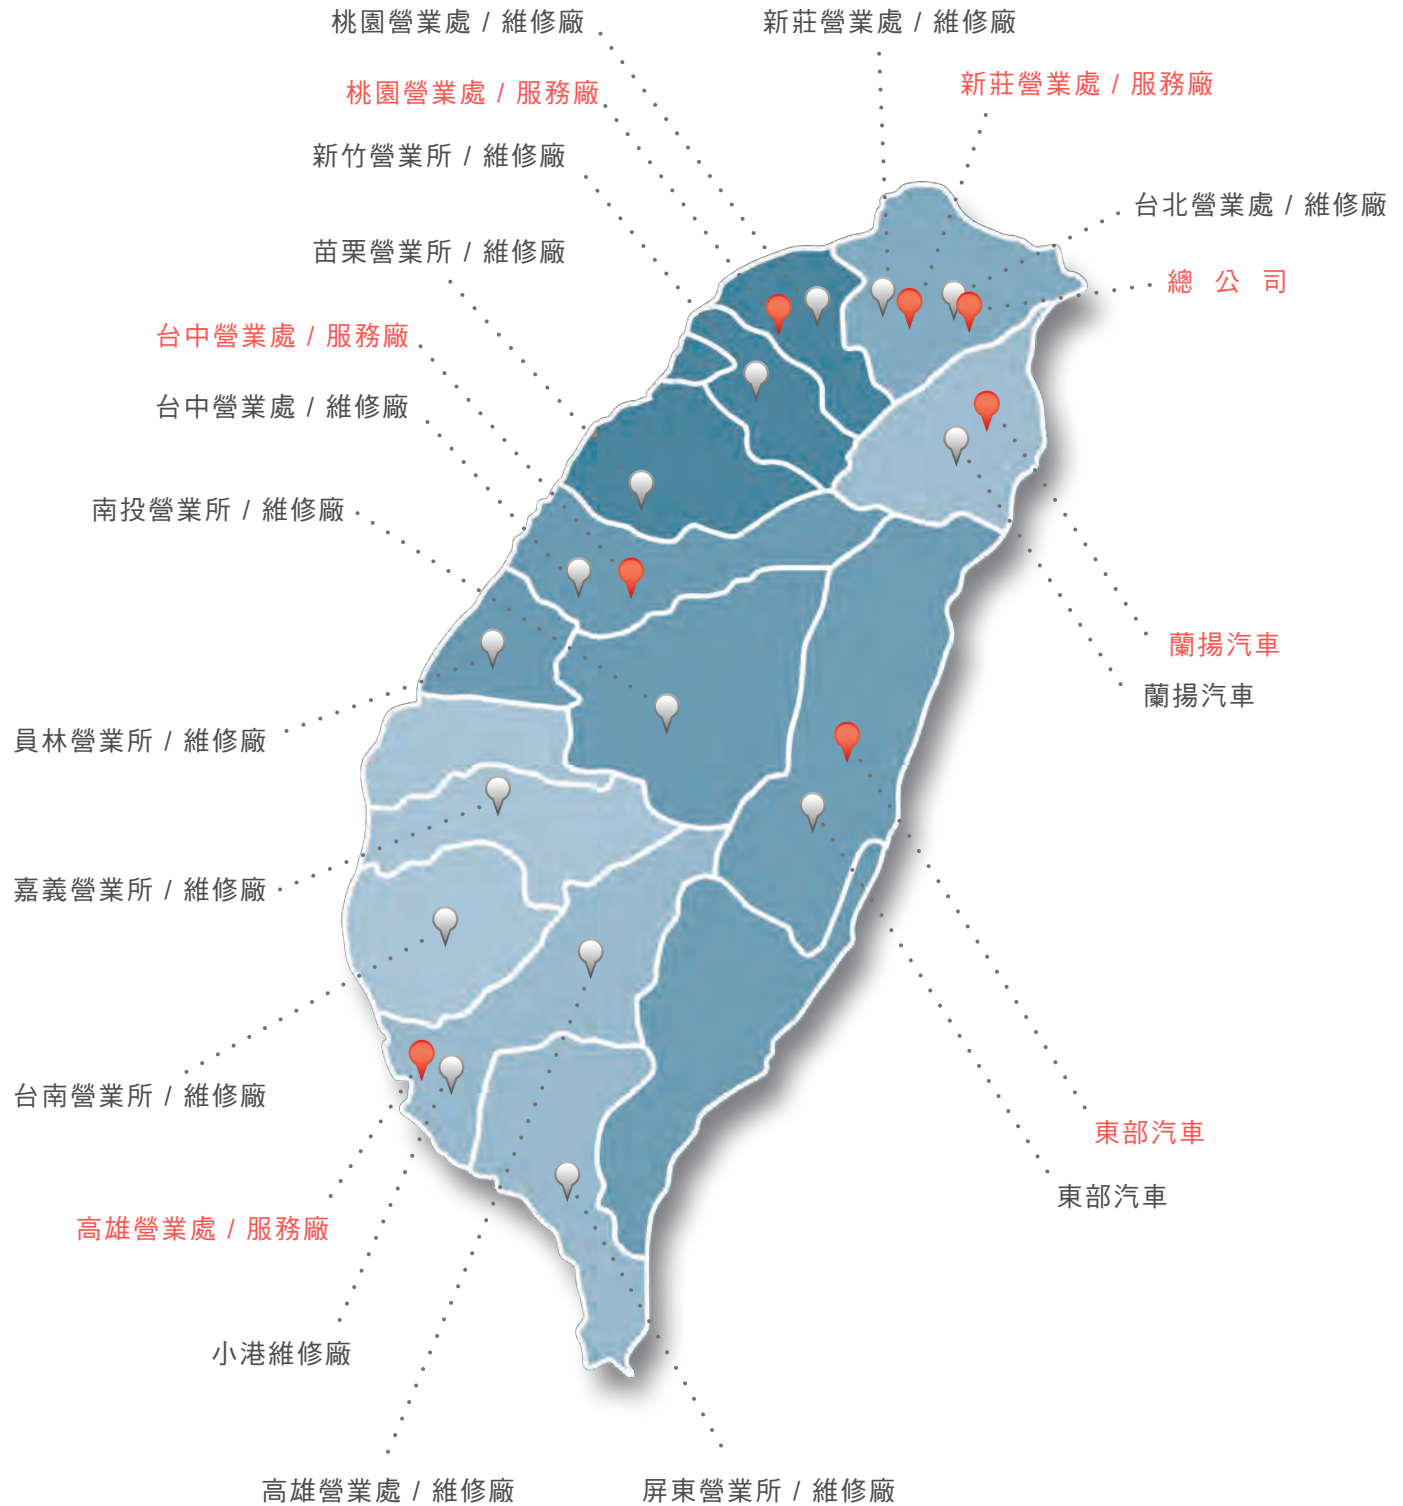 桃園營業處 / 維修廠
新莊營業處 / 維修廠
桃園營業處 / 服務廠
新莊營業處 / 服務廠
新竹營業所 / 維修廠
台北營業處 / 維修廠
苗栗營業所 / 維修廠
總 公 司
台中營業處 / 服務廠
台中營業處 / 維修廠
南投營業所 / 維修廠
蘭揚汽車
蘭揚汽車
員林營業所 / 維修廠
嘉義營業所 / 維修廠
台南營業所 / 維修廠
東部汽車
東部汽車
高雄營業處 / 服務廠
小港維修廠
高雄營業處 / 維修廠
屏東營業所 / 維修廠